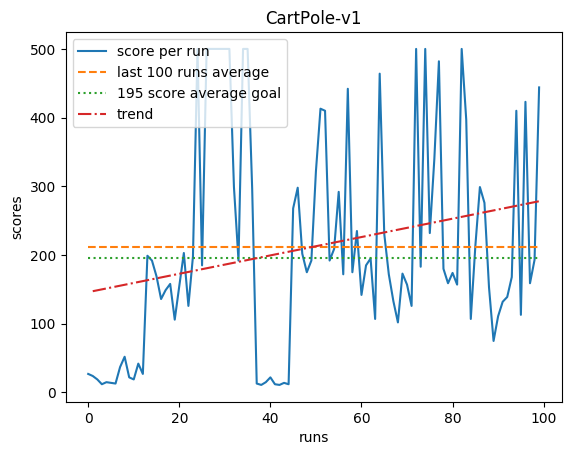 CartPole-v1
500
400
300
200
100
0
scores
score per run
last 100 runs average
195 score average goal
trend
0
20
40
60
80
100
runs